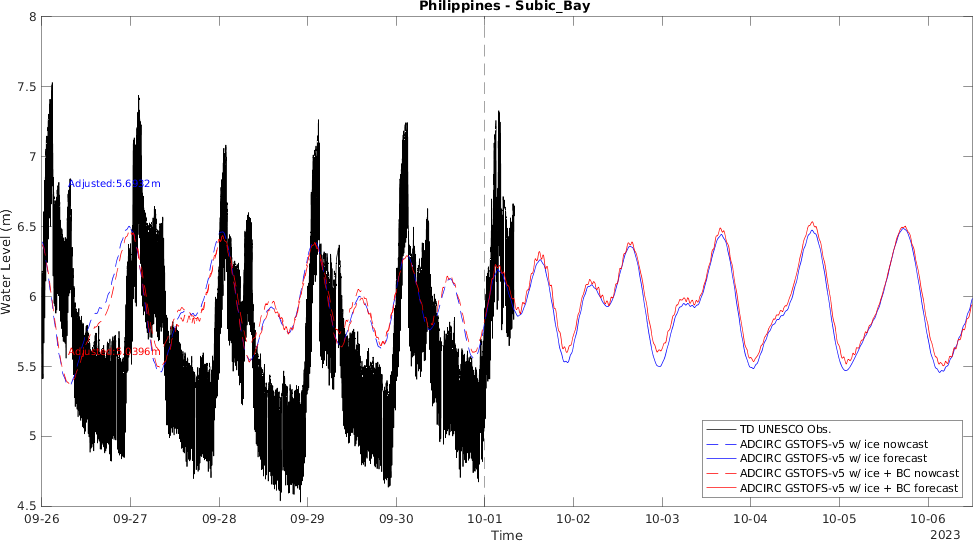 Philippines - Subic_Bay
8
7.5
7
6.5
6
5.5
5
4.5
Water Level (m)
09-26
09-27
09-28
09-29
09-30
10-01
10-02
10-03
10-04
10-05
10-06
Time
2023
TD UNESCO Obs.
ADCIRC GSTOFS-v5 w/ ice nowcast
ADCIRC GSTOFS-v5 w/ ice forecast
ADCIRC GSTOFS-v5 w/ ice + BC nowcast
ADCIRC GSTOFS-v5 w/ ice + BC forecast